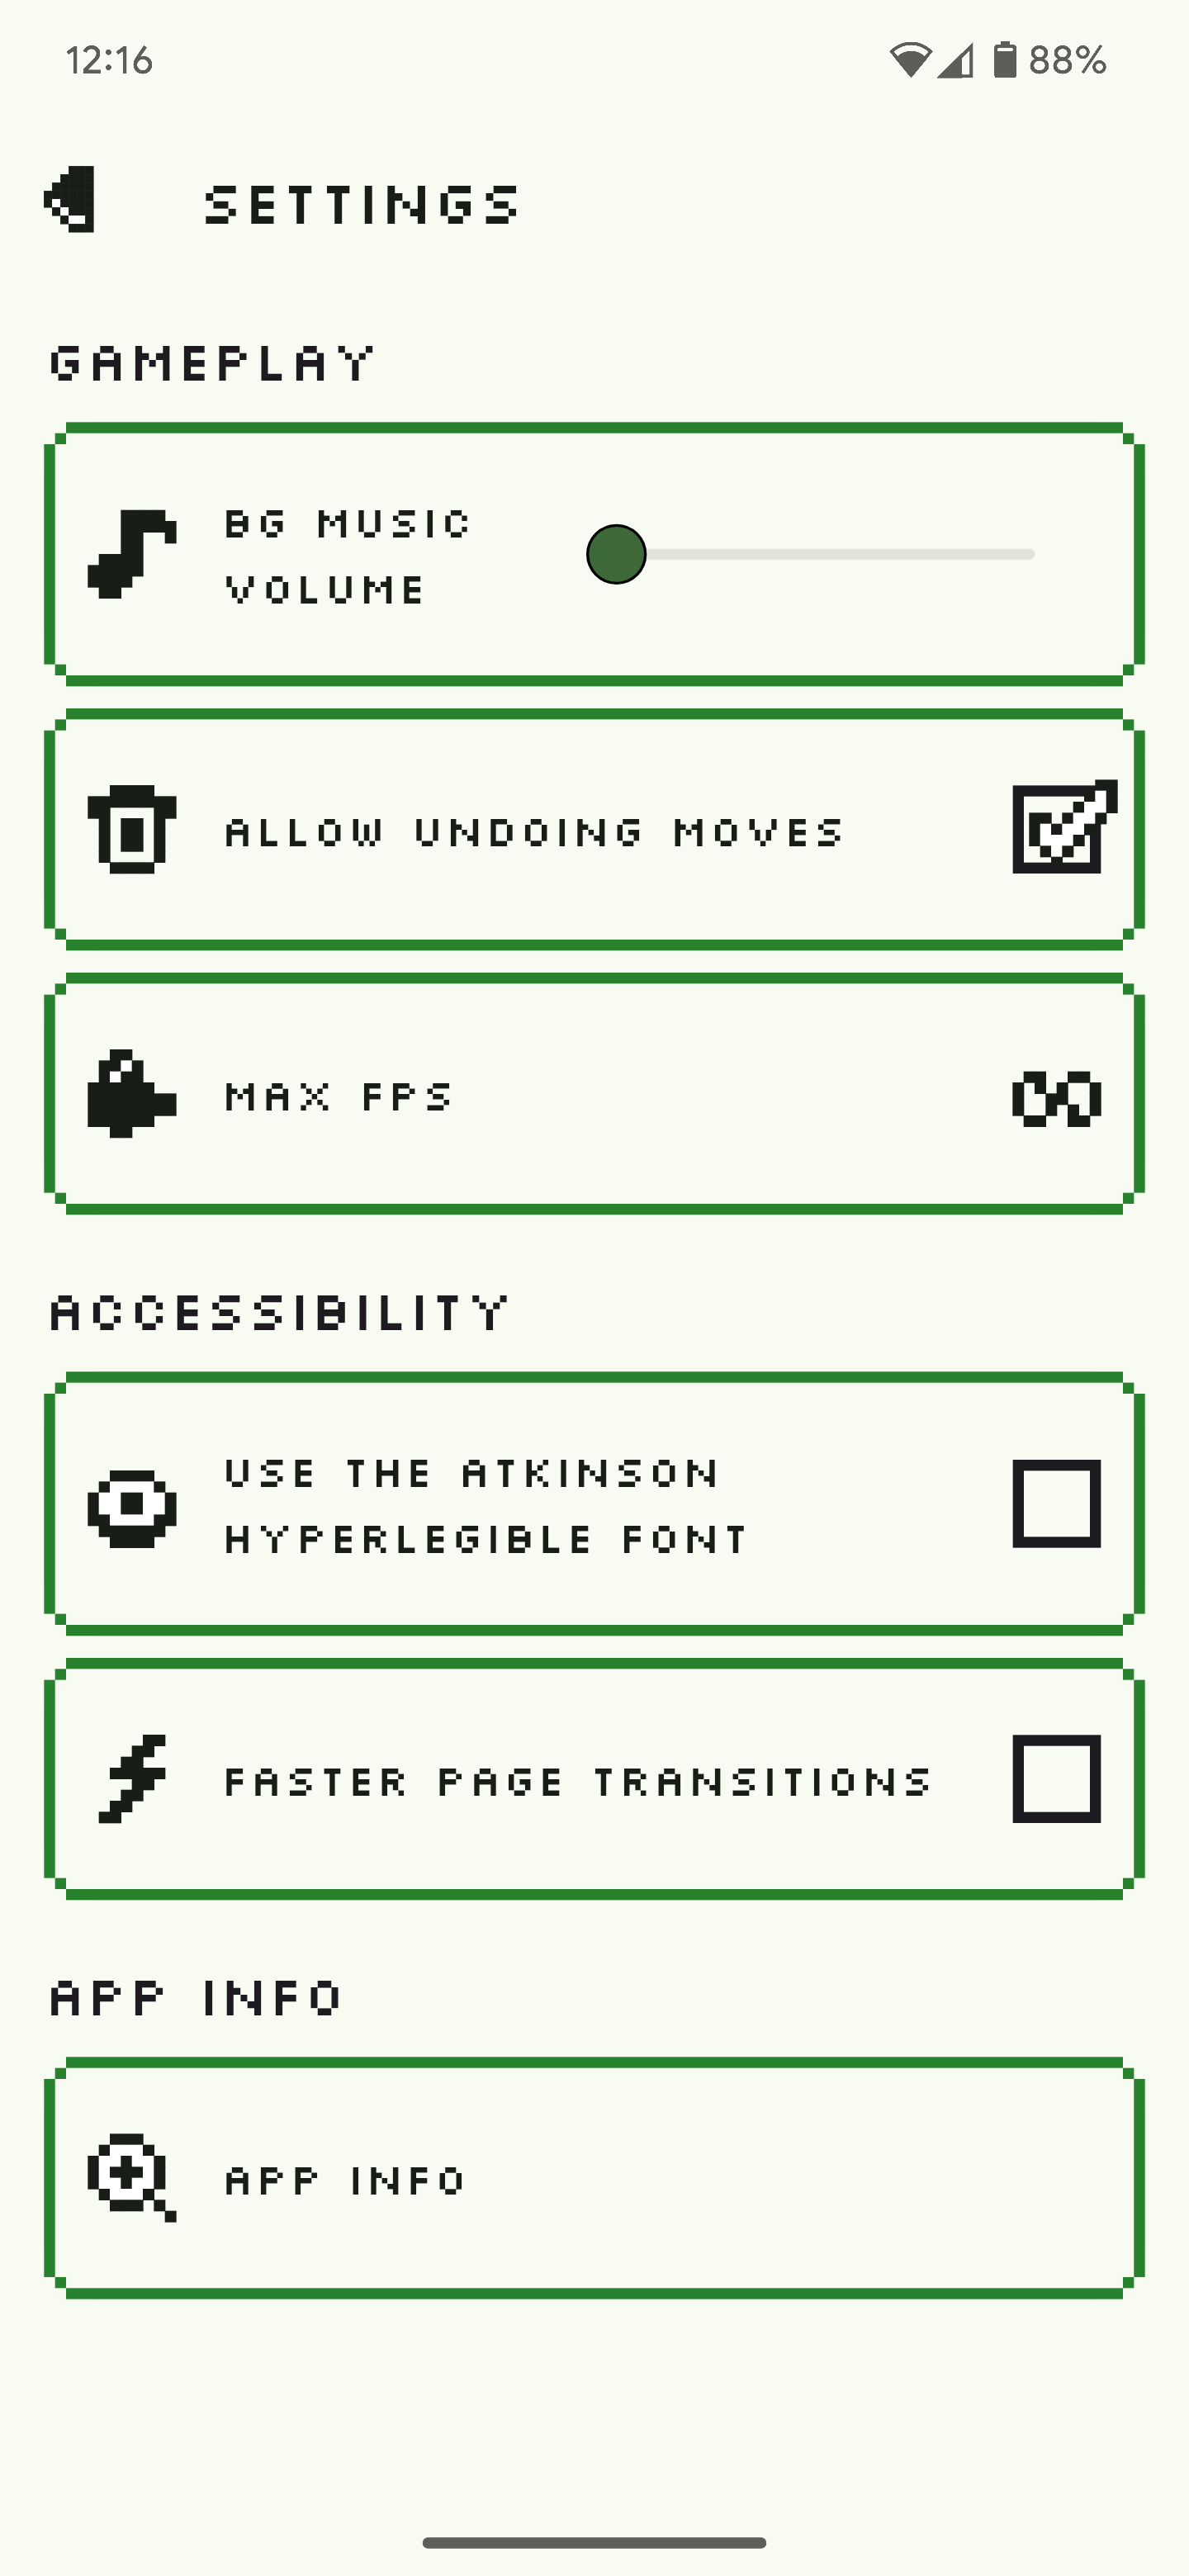 12:16 88%
SETTINGS
GAMEPLAY
BG MUSIC
VOLUME
ALLOW UNDOING MOVES
MAX FPS ∞
ACCESSIBILITY
USE THE ATKINSON
HYPERLEGIBLE FONT
FASTER PAGE TRANSITIONS
APP INFO
APP INFO